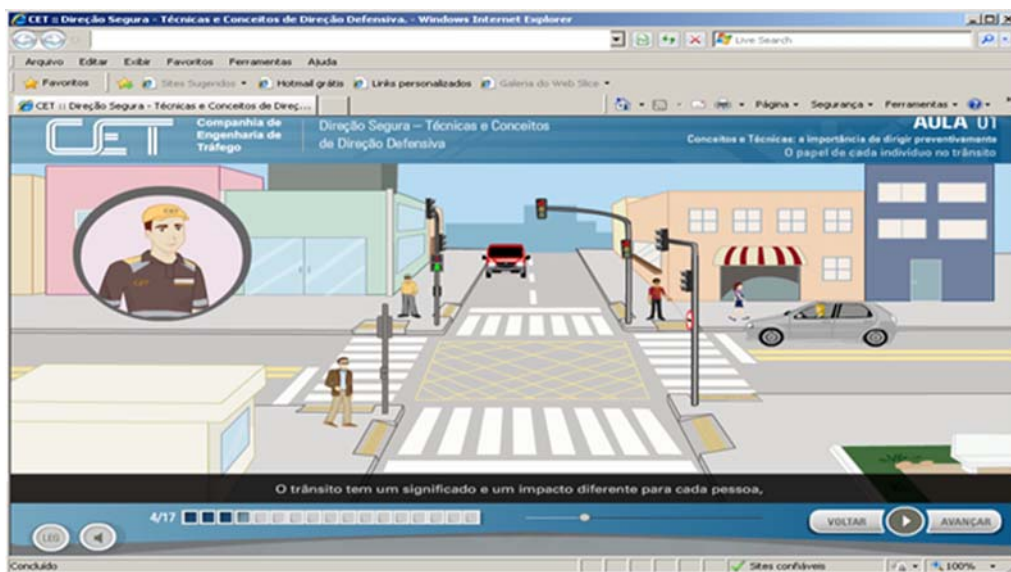 CET :: Direção Segura - Técnicas e Conceitos de Direção Defensiva. - Windows Internet Explorer
Live Search
Arquivo Editar Exibir Favoritos Ferramentas Ajuda
Favoritos Sites Sugeridos Hotmail grátis Links personalizados Galeria do Web Slice
CET :: Direção Segura - Técnicas e Conceitos de Direç... Página Segurança Ferramentas
CET Companhia de Engenharia de Tráfego
Direção Segura – Técnicas e Conceitos de Direção Defensiva
AULA 01
Conceitos e Técnicas: a importância de dirigir preventivamente
O papel de cada indivíduo no trânsito
CET
CET
O trânsito tem um significado e um impacto diferente para cada pessoa,
4/17
LEG
VOLTAR AVANÇAR
Concluído Sites confiáveis 100%